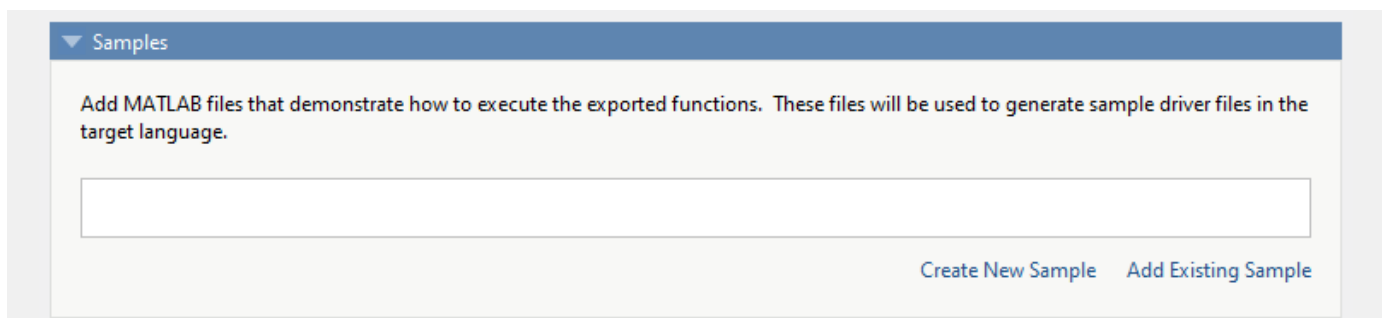 Samples
Add MATLAB files that demonstrate how to execute the exported functions.  These files will be used to generate sample driver files in the
target language.
Create New Sample Add Existing Sample